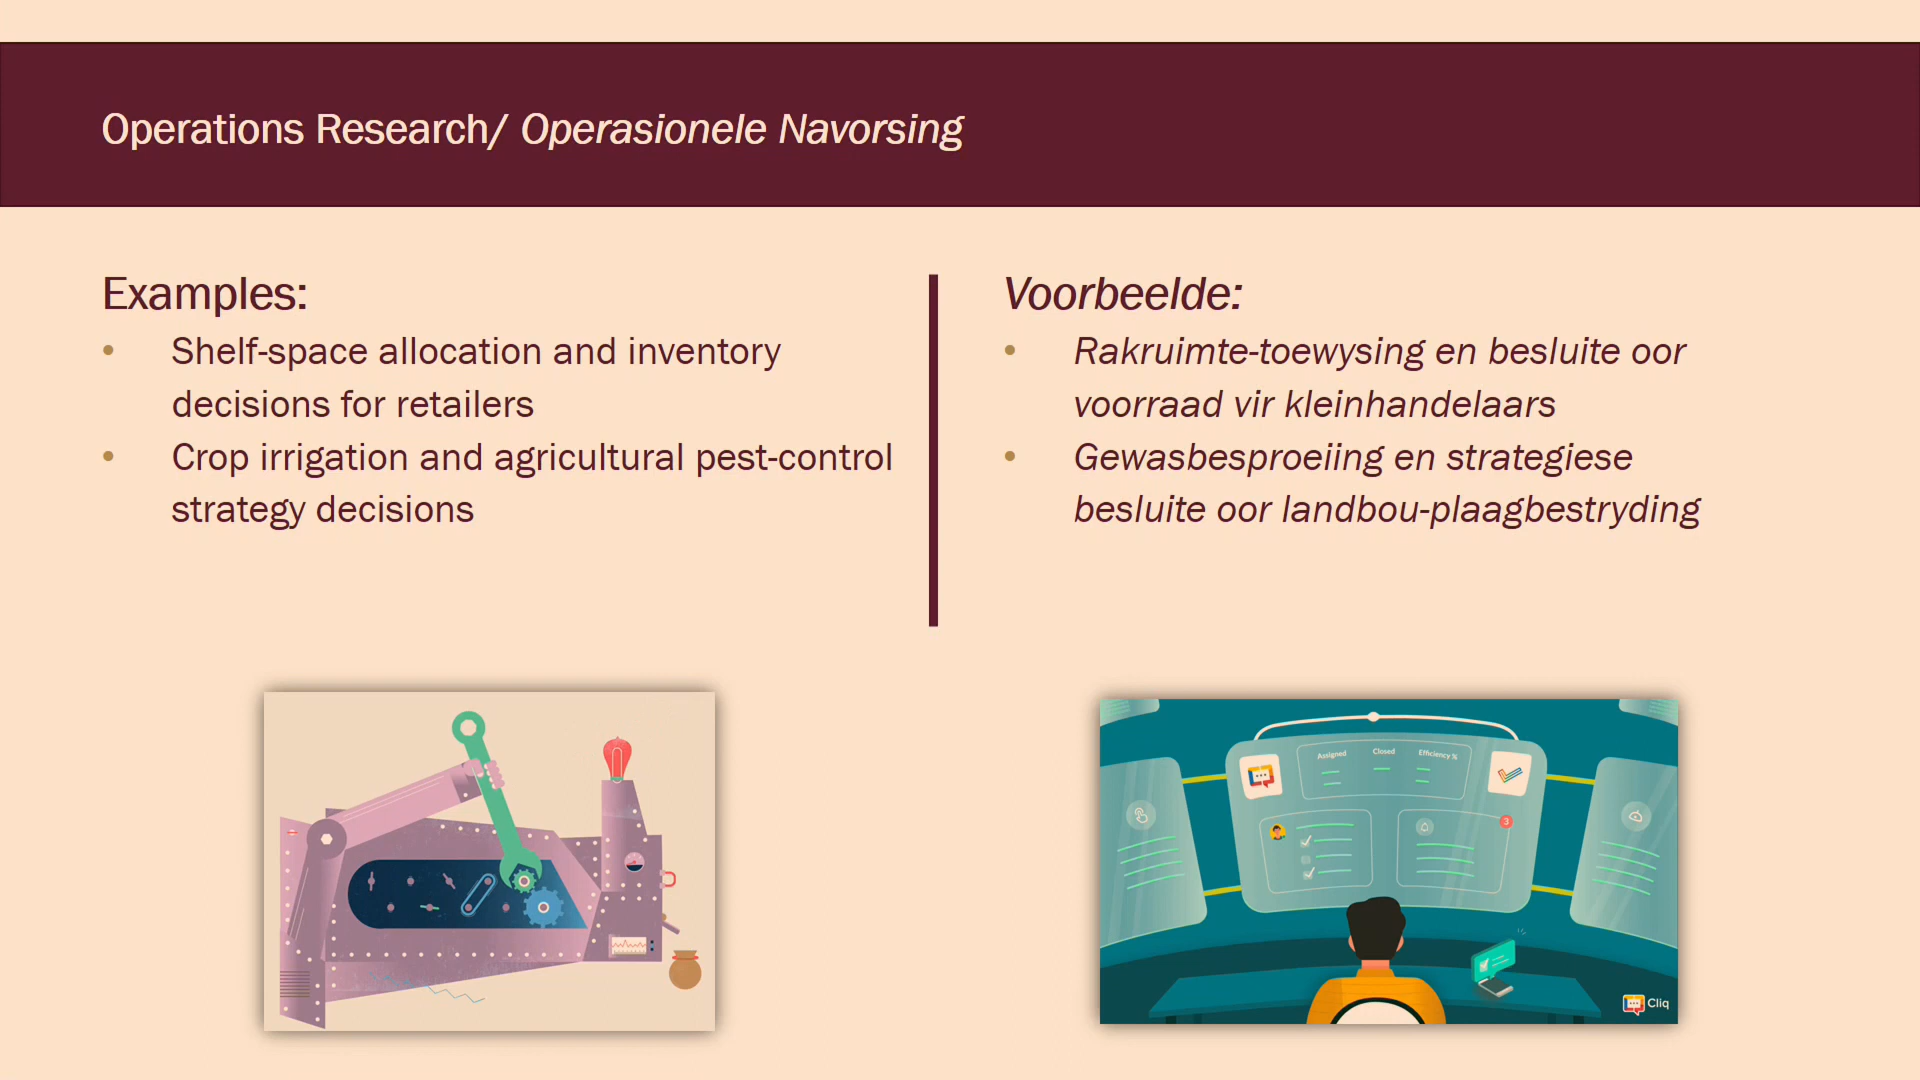 Operations Research/ Operasionele Navorsing
Examples:
• Shelf-space allocation and inventory
decisions for retailers
• Crop irrigation and agricultural pest-control
strategy decisions
Voorbeelde:
• Rakruimte-toewysing en besluite oor
voorraad vir kleinhandelaars
• Gewasbesproeiing en strategiese
besluite oor landbou-plaagbestryding
Assigned Closed Efficiency %
3
Cliq